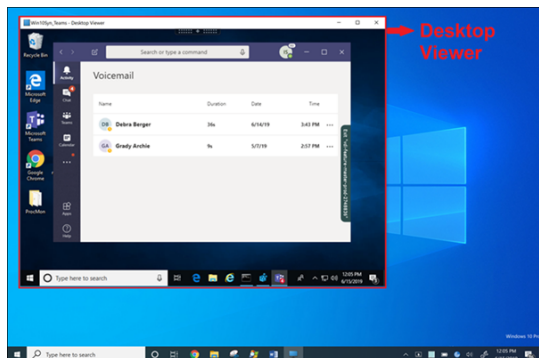 Win10Syn_Teams - Desktop Viewer
Desktop
Viewer
Recycle Bin
Search or type a command
Activity
Voicemail
Microsoft
Edge
Chat
Name Duration Date Time
Teams
DB Debra Berger 36s 6/14/19 3:43 PM
Microsoft
Teams
Calendar
GA Grady Archie 9s 5/7/19 2:57 PM
Google
Chrome
ProcMon
Apps
Help
Type here to search
12:05 PM
6/15/2019
Windows 10 Pro
Type here to search
12:05 PM